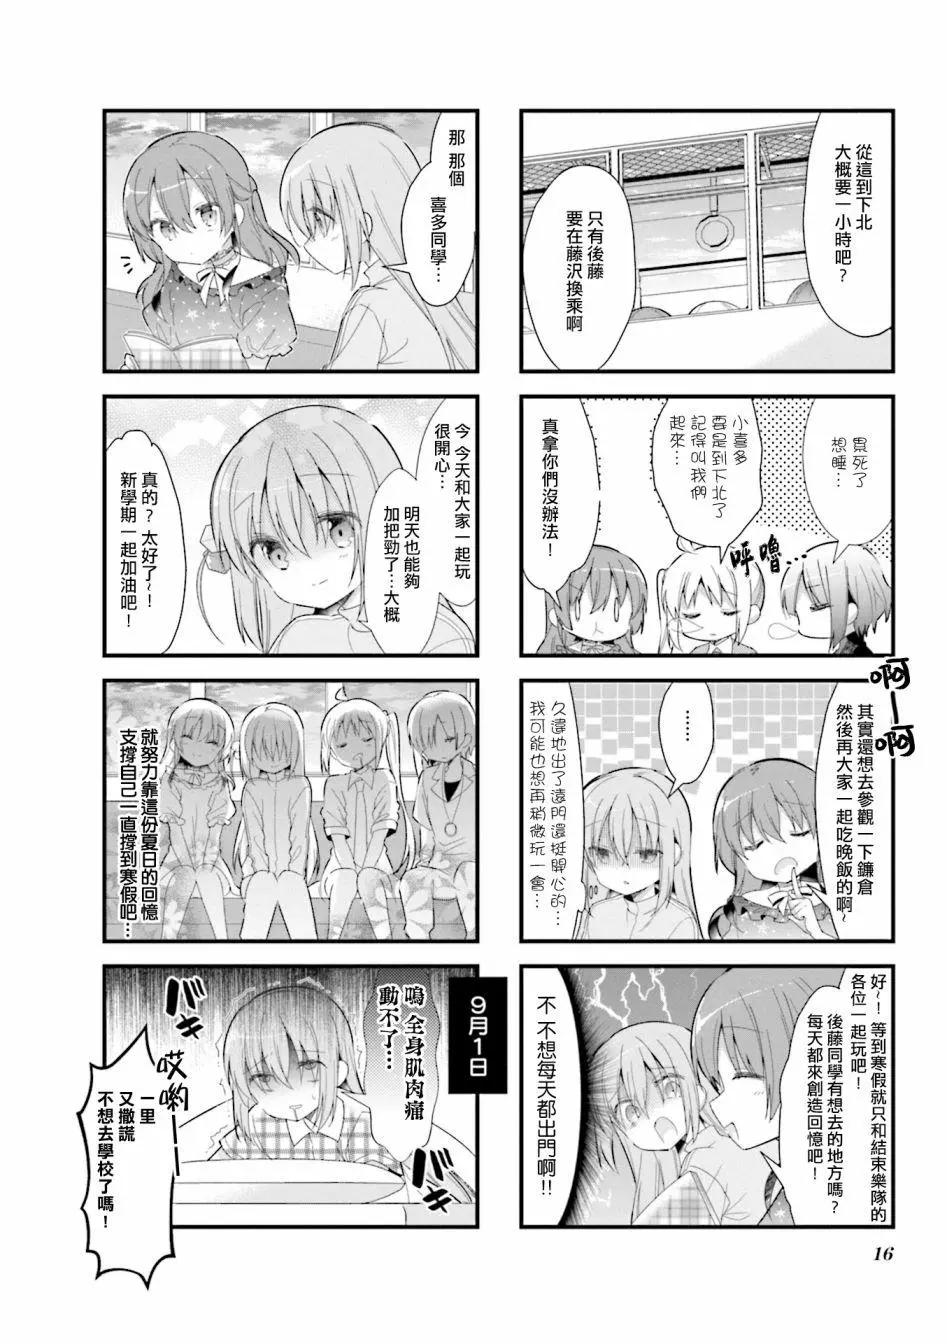 從這到下北
大概要一小時吧?
只有後藤
要在藤沢換乘啊
累死了
想睡…
小喜多
要是到下北了
記得叫我們
起來…
真拿你們沒辦法!
呼嚕…
啊—啊
其實還想去參觀一下鐮倉
然後再大家一起吃晚飯的啊~
……
久違地出了遠門還挺開心的…
我可能也想再稍微玩一會…
好~! 等到寒假就只和結束樂隊的
各位一起玩吧!
後藤同學有想去的地方嗎?
每天都來創造回憶吧!
不 不想每天都出門啊!!
那 那個
喜多同學…
今 今天和大家一起玩
很開心…
明天也能夠
加把勁了…大概
真的? 太好了~!
新學期一起加油吧!
就努力靠這份夏日的回憶
支撐自己一直撐到寒假吧…
9月1日
嗚 全身肌肉痛
動不了…
哎喲——
一里
又撒謊
不想去學校了嗎!
16